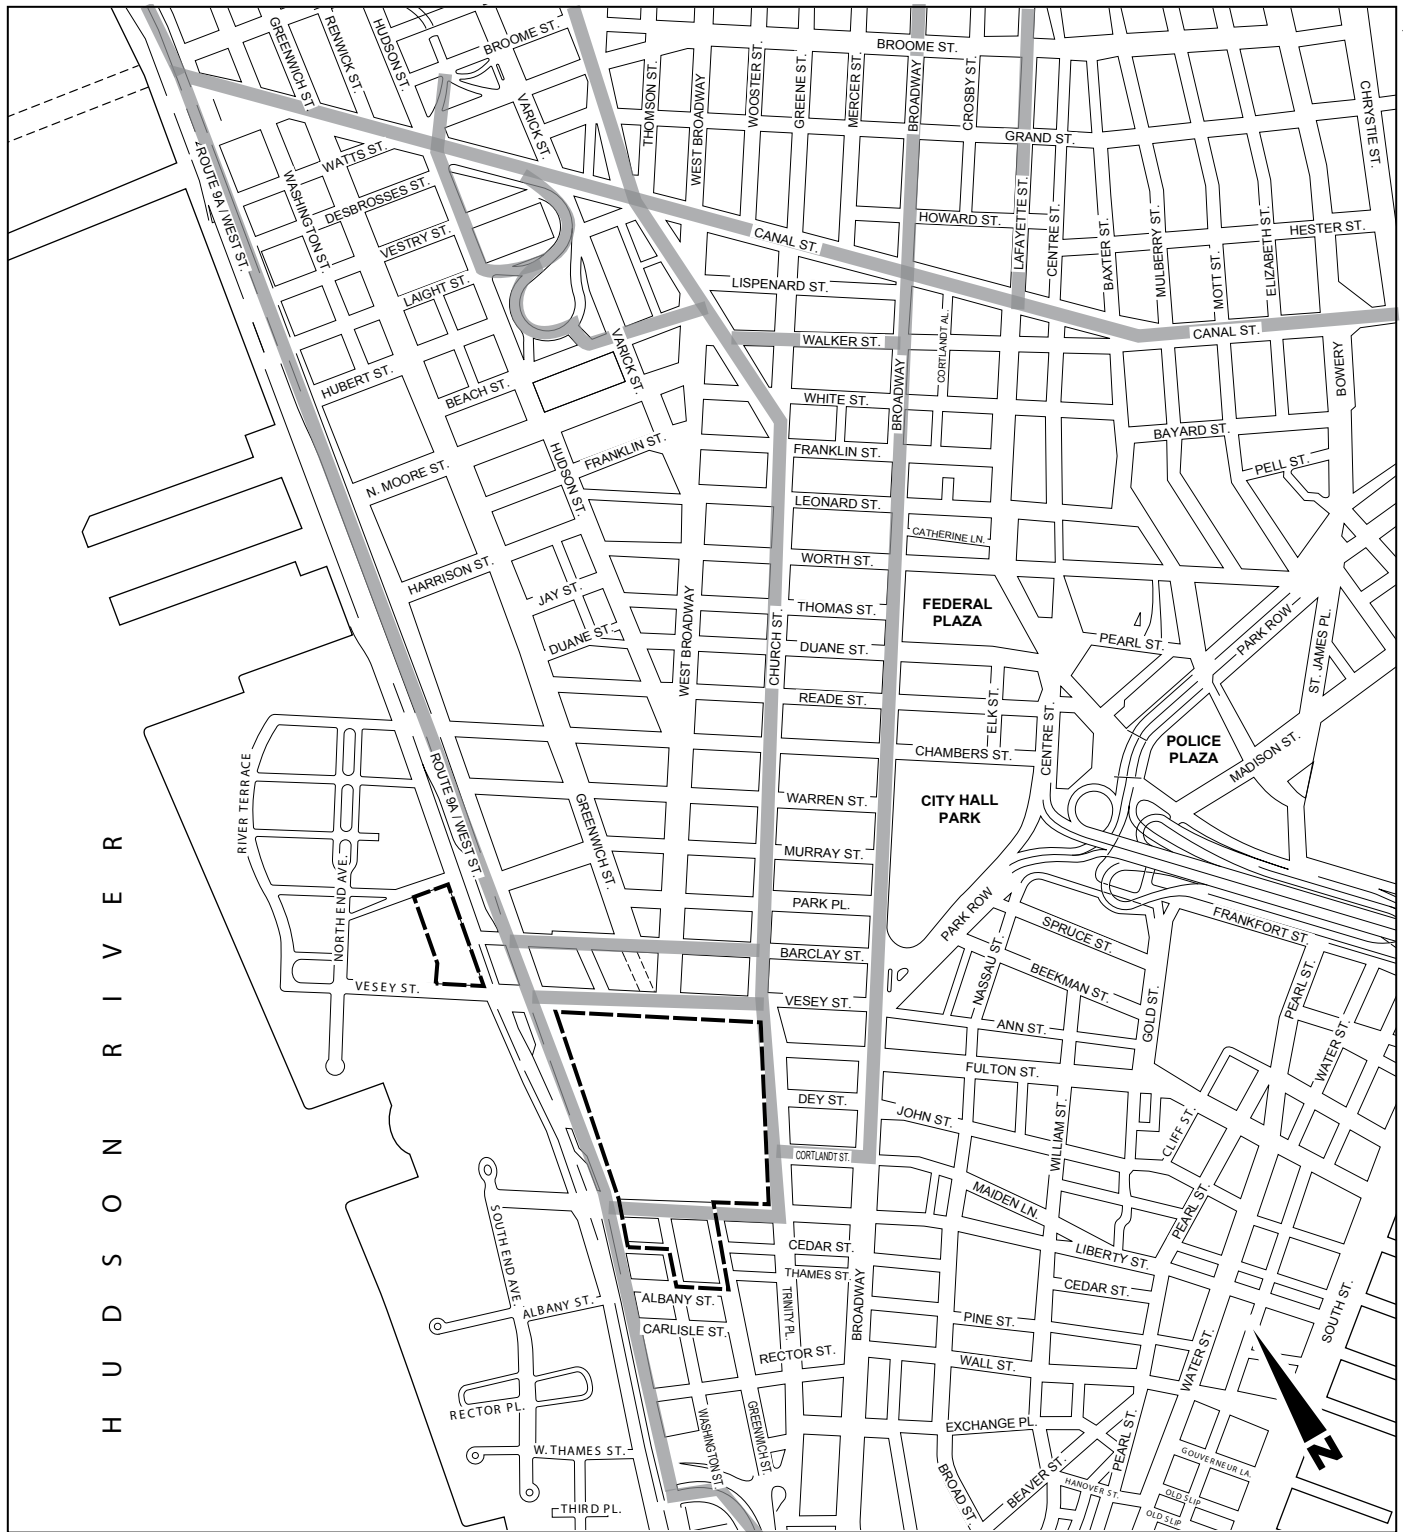 BROOME ST.
GREENWICH ST.
RENWICK ST.
HUDSON ST.
VARICK ST.
THOMSON ST.
WEST BROADWAY
WOOSTER ST.
GREENE ST.
MERCER ST.
BROOME ST.
BROADWAY
CROSBY ST.
GRAND ST.
CHRYSTIE ST.
ROUTE 9A / WEST ST.
WATTS ST.
WASHINGTON ST.
DESBROSSES ST.
VESTRY ST.
LAIGHT ST.
CANAL ST.
HOWARD ST.
LAFAYETTE ST.
CENTRE ST.
BAXTER ST.
MULBERRY ST.
MOTT ST.
ELIZABETH ST.
HESTER ST.
LISPENARD ST.
WALKER ST.
CORTLANDT AL.
CANAL ST.
BOWERY
HUBERT ST.
BEACH ST.
VARICK ST.
WHITE ST.
BROADWAY
BAYARD ST.
PELL ST.
N. MOORE ST.
HUDSON ST.
FRANKLIN ST.
FRANKLIN ST.
LEONARD ST.
CATHERINE LN.
WORTH ST.
HARRISON ST.
JAY ST.
DUANE ST.
WEST BROADWAY
CHURCH ST.
THOMAS ST.
DUANE ST.
FEDERAL
PLAZA
PEARL ST.
PARK ROW
ST. JAMES PL.
READE ST.
ELK ST.
CENTRE ST.
CHAMBERS ST.
POLICE
PLAZA
MADISON ST.
RIVER TERRACE
ROUTE 9A / WEST ST.
GREENWICH ST.
WARREN ST.
CITY HALL
PARK
MURRAY ST.
NORTH END AVE.
PARK PL.
PARK ROW
SPRUCE ST.
FRANKFORT ST
BARCLAY ST.
NASSAU ST.
BEEKMAN ST.
PEARL ST.
VESEY ST.
VESEY ST.
ANN ST.
GOLD ST.
WATER ST.
FULTON ST.
DEY ST.
JOHN ST.
WILLIAM ST.
CLIFF ST.
CORTLANDT ST.
MAIDEN LN.
PEARL ST.
HUDSON RIVER
SOUTH END AVE.
CEDAR ST.
LIBERTY ST.
THAMES ST.
CEDAR ST.
ALBANY ST.
ALBANY ST.
TRINITY PL.
BROADWAY
SOUTH ST.
CARLISLE ST.
PINE ST.
RECTOR ST.
WALL ST.
WATER ST.
RECTOR PL.
WASHINGTON ST.
GREENWICH ST.
EXCHANGE PL.
PEARL ST.
N
W. THAMES ST.
GOUVERNEUR LA.
BROAD ST.
BEAVER ST.
HANOVER ST.
OLD SLIP
THIRD PL.
OLD SLIP